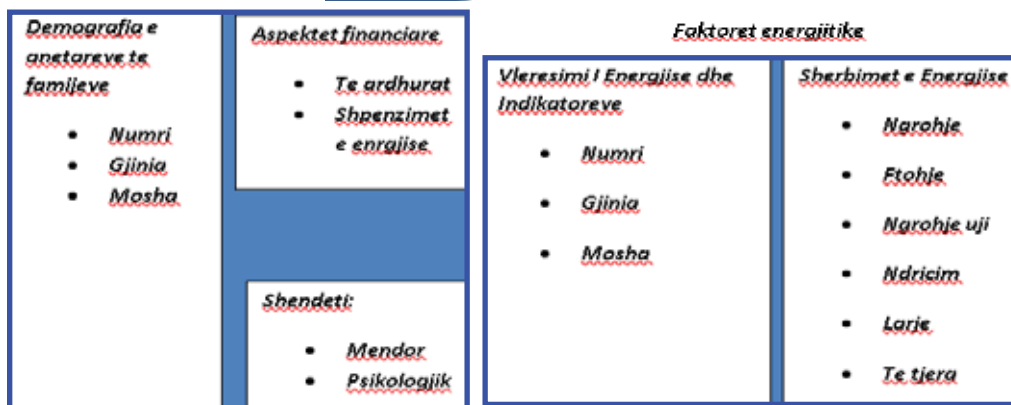 Demografia e
anetareve te
familjeve
• Numri
• Gjinia
• Mosha
Aspektet financiare
• Te ardhurat
• Shpenzimet
e enrajise
Shendeti:
• Mendor
• Psikologjik
Faktoret energjitike
Vleresimi I Energjise dhe
Indikatoreve
• Numri
• Gjinia
• Mosha
Sherbimet e Energjise
• Ngrohje
• Ftohje
• Ngrohje uji
• Ndricim
• Larje
• Te tjera